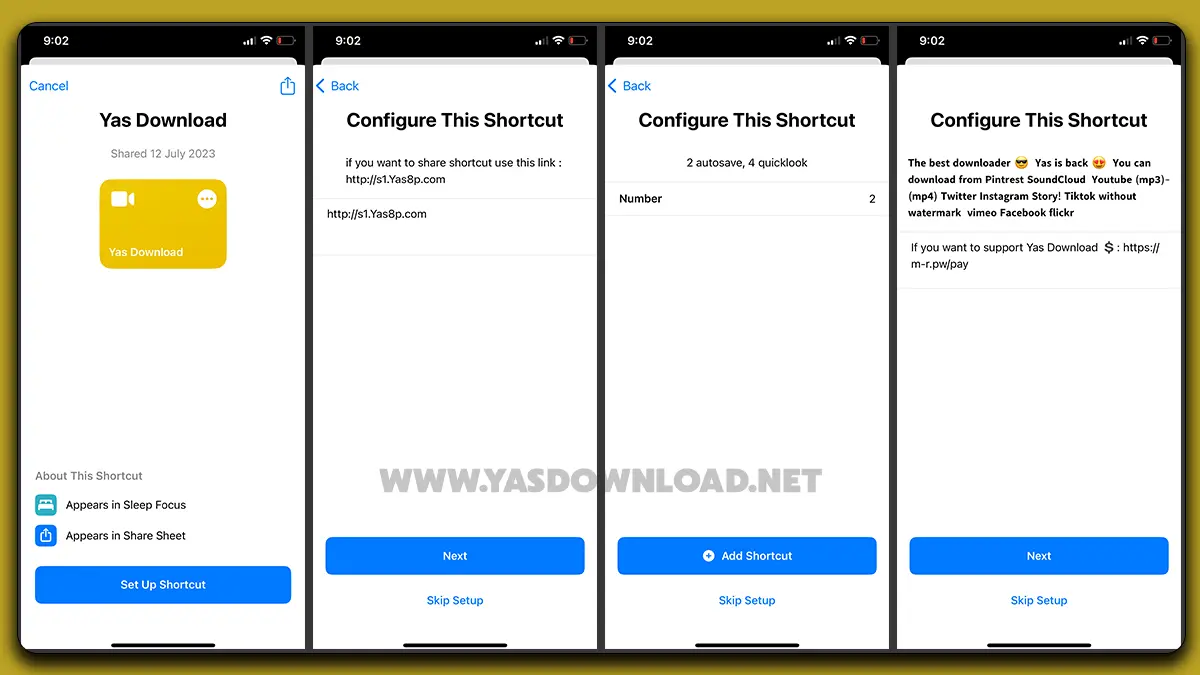 9:02
Cancel
Yas Download
Shared 12 July 2023
Yas Download
About This Shortcut
Appears in Sleep Focus
Appears in Share Sheet
Set Up Shortcut
9:02
Back
Configure This Shortcut
if you want to share shortcut use this link :
http://s1.Yas8p.com
http://s1.Yas8p.com
Next
Skip Setup
9:02
Back
Configure This Shortcut
2 autosave, 4 quicklook
Number 2
Add Shortcut
Skip Setup
9:02
Configure This Shortcut
The best downloader 😎 Yas is back 😍 You can
download from Pintrest SoundCloud Youtube (mp3)-
(mp4) Twitter Instagram Story! Tiktok without
watermark vimeo Facebook flickr
If you want to support Yas Download $ : https://
m-r.pw/pay
Next
Skip Setup
WWW.YASDOWNLOAD.NET